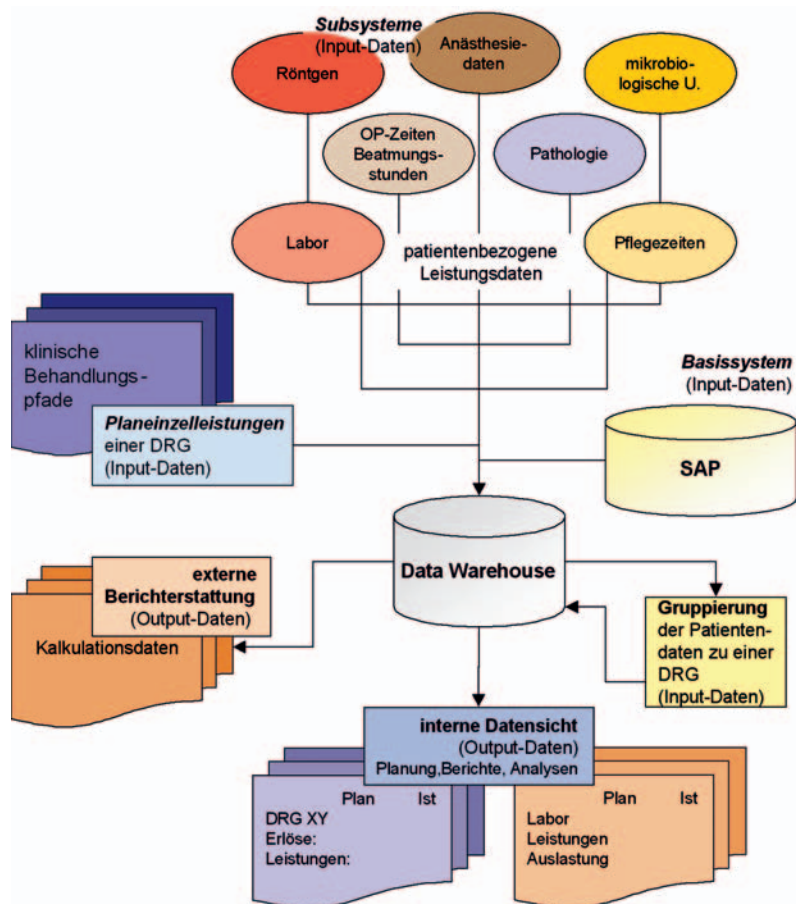 Subsysteme
(Input-Daten)
Röntgen
Anästhesie-
daten
mikrobio-
logische U.
OP-Zeiten
Beatmungs-
stunden
Pathologie
Labor
patientenbezogene
Leistungsdaten
Pflegezeiten
klinische
Behandlungs-
pfade
Planeinzelleistungen
einer DRG
(Input-Daten)
Basissystem
(Input-Daten)
SAP
Data Warehouse
externe
Berichterstattung
(Output-Daten)
Kalkulationsdaten
Gruppierung
der Patienten-
daten zu einer
DRG
(Input-Daten)
interne Datensicht
(Output-Daten)
Planung,Berichte, Analysen
Plan Ist
DRG XY
Erlöse:
Leistungen:
Plan Ist
Labor
Leistungen
Auslastung